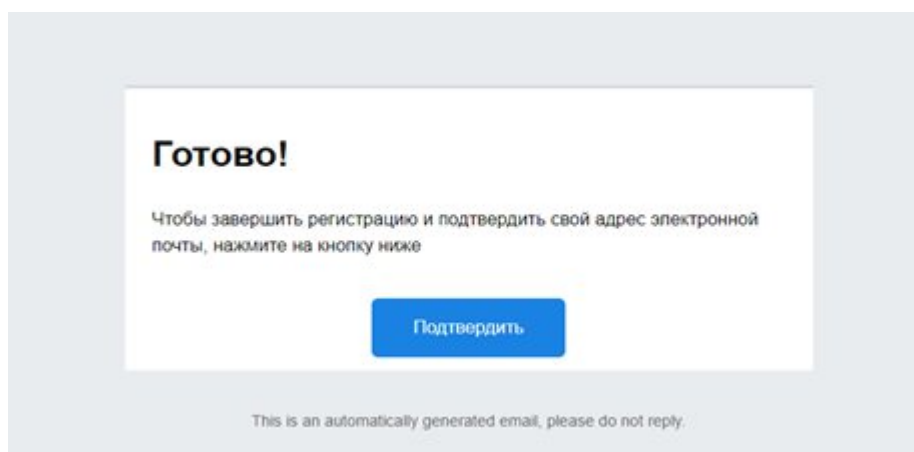 Готово!
Чтобы завершить регистрацию и подтвердить свой адрес электронной
почты, нажмите на кнопку ниже
Подтвердить
This is an automatically generated email, please do not reply.